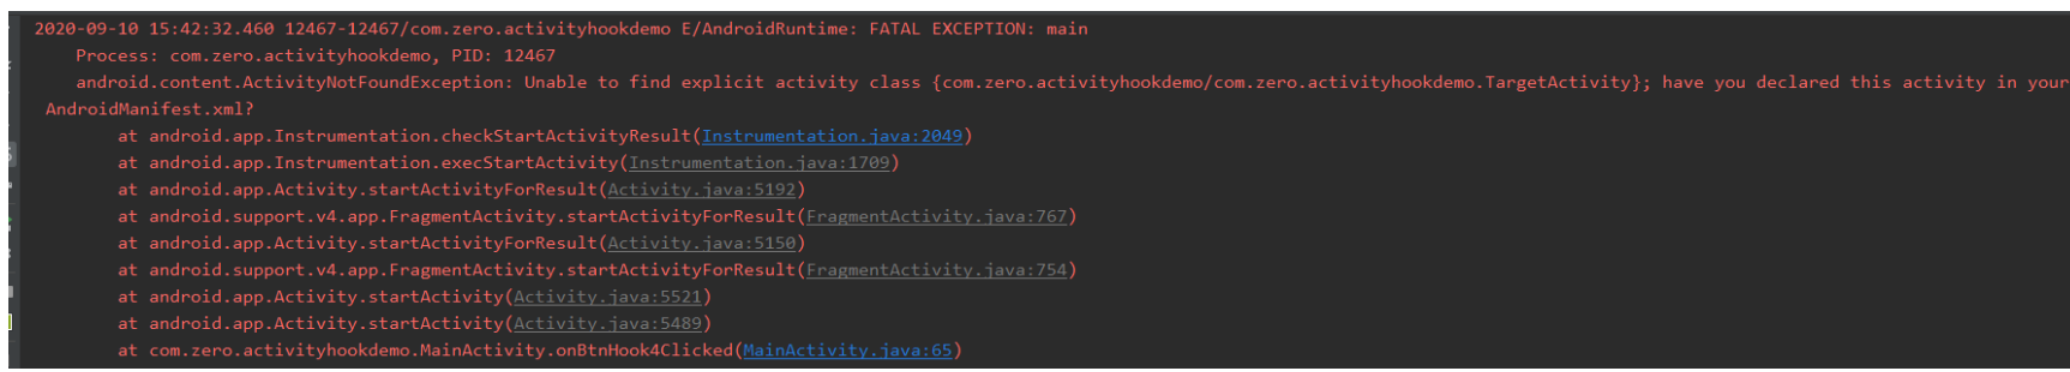 2020-09-10 15:42:32.460 12467-12467/com.zero.activityhookdemo E/AndroidRuntime: FATAL EXCEPTION: main
Process: com.zero.activityhookdemo, PID: 12467
android.content.ActivityNotFoundException: Unable to find explicit activity class {com.zero.activityhookdemo/com.zero.activityhookdemo.TargetActivity}; have you declared this activity in your
AndroidManifest.xml?
at android.app.Instrumentation.checkStartActivityResult(Instrumentation.java:2049)
at android.app.Instrumentation.execStartActivity(Instrumentation.java:1709)
at android.app.Activity.startActivityForResult(Activity.java:5192)
at android.support.v4.app.FragmentActivity.startActivityForResult(FragmentActivity.java:767)
at android.app.Activity.startActivityForResult(Activity.java:5150)
at android.support.v4.app.FragmentActivity.startActivityForResult(FragmentActivity.java:754)
at android.app.Activity.startActivity(Activity.java:5521)
at android.app.Activity.startActivity(Activity.java:5489)
at com.zero.activityhookdemo.MainActivity.onBtnHook4Clicked(MainActivity.java:65)